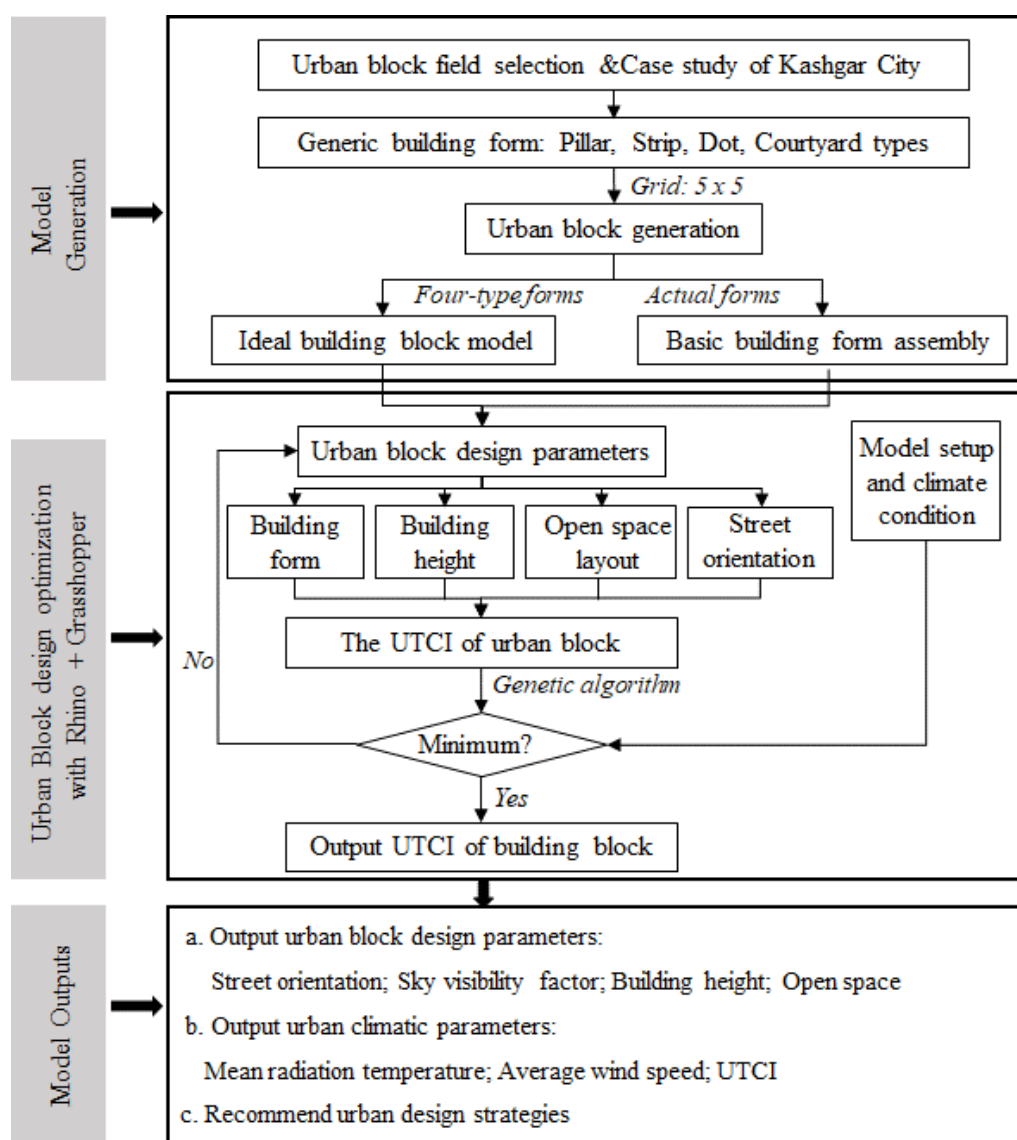 Model
Generation
Urban block field selection &Case study of Kashgar City
Generic building form: Pillar, Strip, Dot, Courtyard types
Grid: 5 x 5
Urban block generation
Four-type forms
Actual forms
Ideal building block model
Basic building form assembly
Urban Block design optimization
with Rhino + Grasshopper
Urban block design parameters
Model setup
and climate
condition
Building
form
Building
height
Open space
layout
Street
orientation
The UTCI of urban block
No
Genetic algorithm
Minimum?
Yes
Output UTCI of building block
Model Outputs
a. Output urban block design parameters:
Street orientation; Sky visibility factor; Building height; Open space
b. Output urban climatic parameters:
Mean radiation temperature; Average wind speed; UTCI
c. Recommend urban design strategies